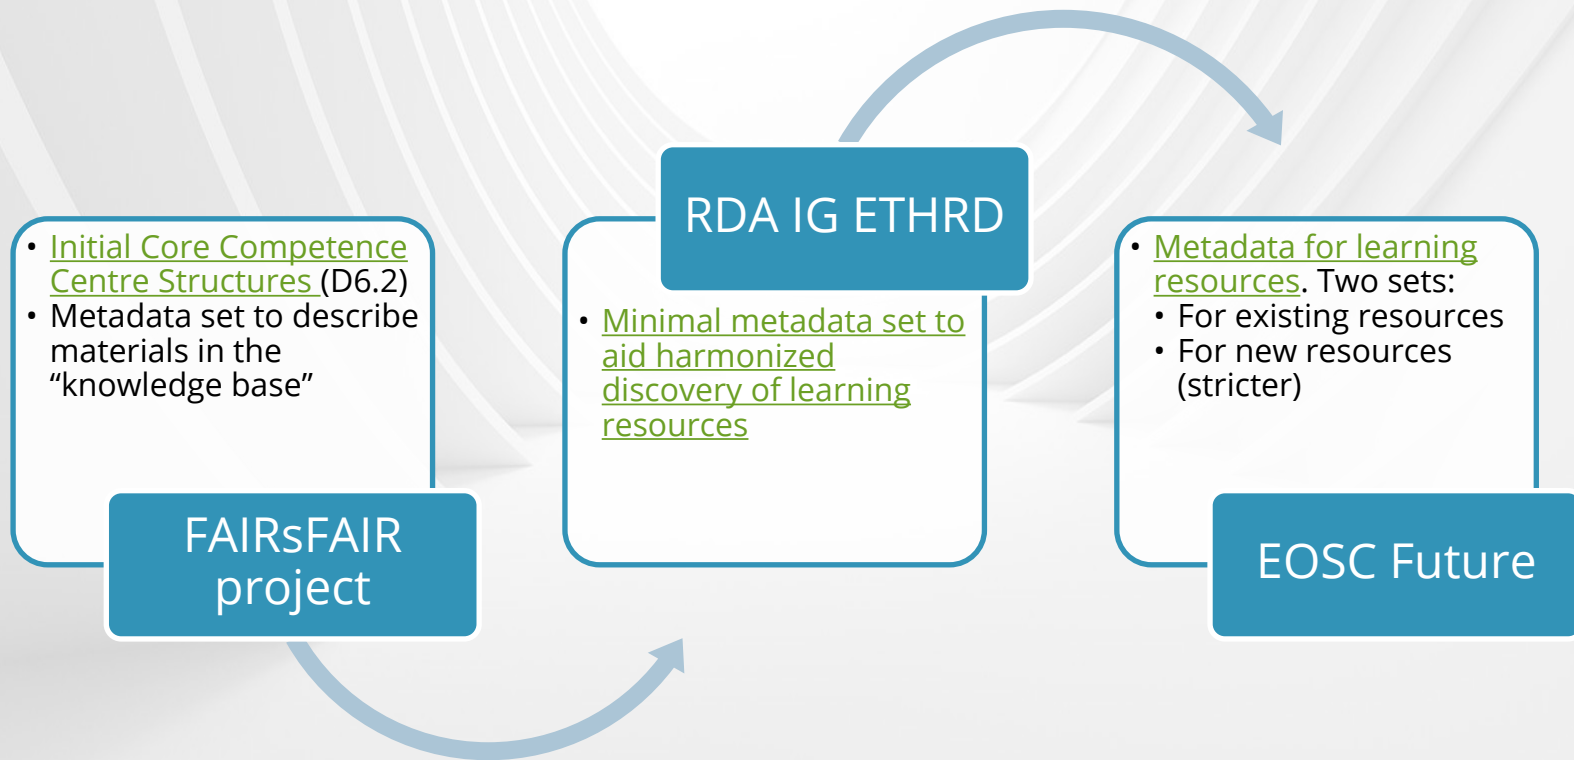 • Initial Core Competence
Centre Structures (D6.2)
• Metadata set to describe
materials in the
“knowledge base”
FAIRsFAIR
project
RDA IG ETHRD
• Minimal metadata set to
aid harmonized
discovery of learning
resources
• Metadata for learning
resources. Two sets:
• For existing resources
• For new resources
(stricter)
EOSC Future